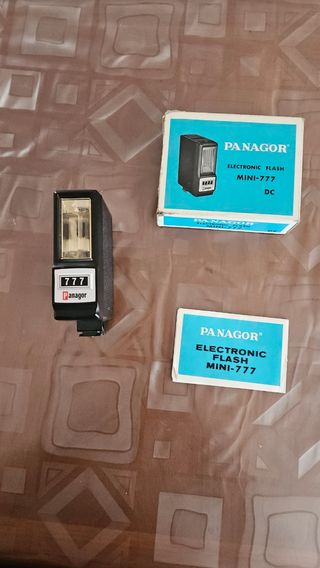 PANAGOR®
ELECTRONIC FLASH
MINI-777
DC
777
Panagor
PANAGOR®
ELECTRONIC
FLASH
MINI-777